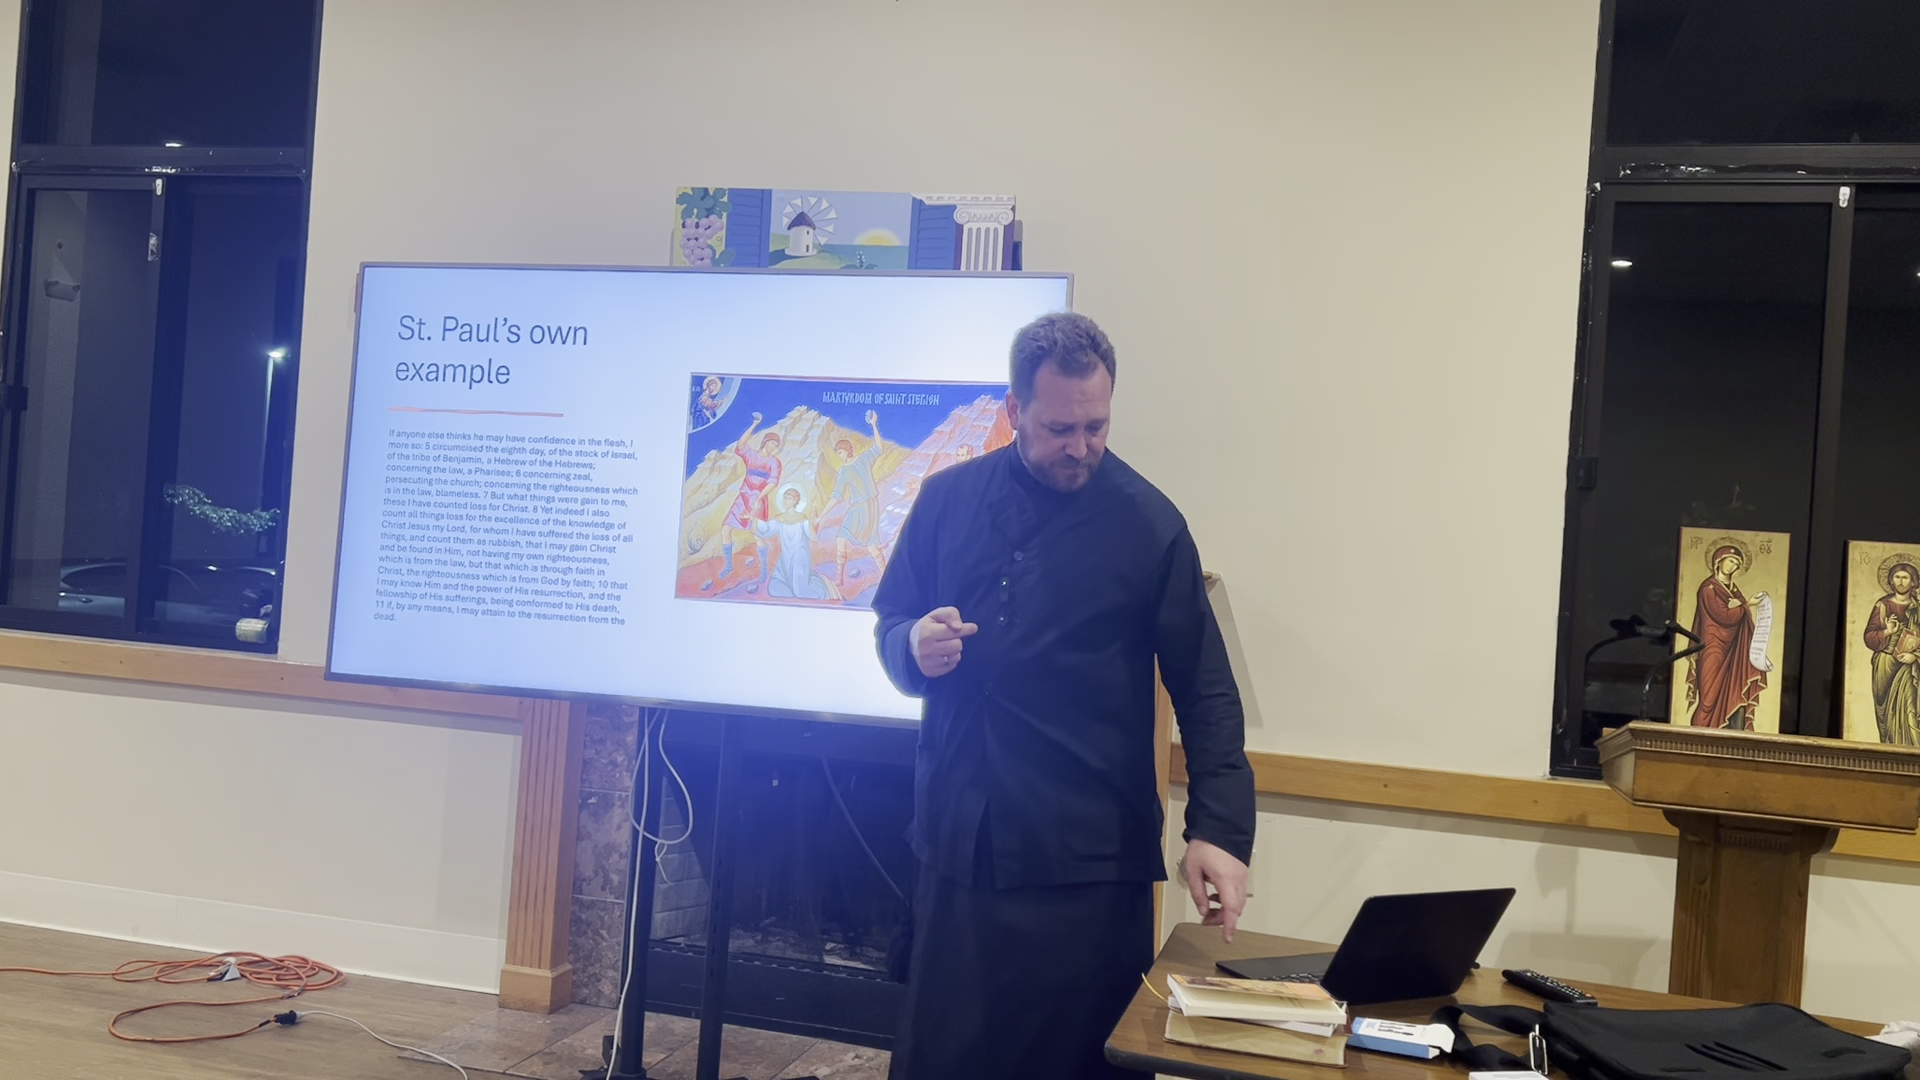 St. Paul's own
example
If anyone else thinks he may have confidence in the flesh, I
more so: 5 circumcised the eighth day, of the stock of Israel,
of the tribe of Benjamin, a Hebrew of the Hebrews;
concerning the law, a Pharisee; 6 concerning zeal,
persecuting the church; concerning the righteousness which
is in the law, blameless. 7 But what things were gain to me,
these I have counted loss for Christ. 8 Yet indeed I also
count all things loss for the excellence of the knowledge of
Christ Jesus my Lord, for whom I have suffered the loss of all
things, and count them as rubbish, that I may gain Christ
and be found in Him, not having my own righteousness,
which is from the law, but that which is through faith in
Christ, the righteousness which is from God by faith; 10 that
I may know Him and the power of His resurrection, and the
fellowship of His sufferings, being conformed to His death,
11 if, by any means, I may attain to the resurrection from the
dead.
MARTYRDOM OF SAINT STEPHEN